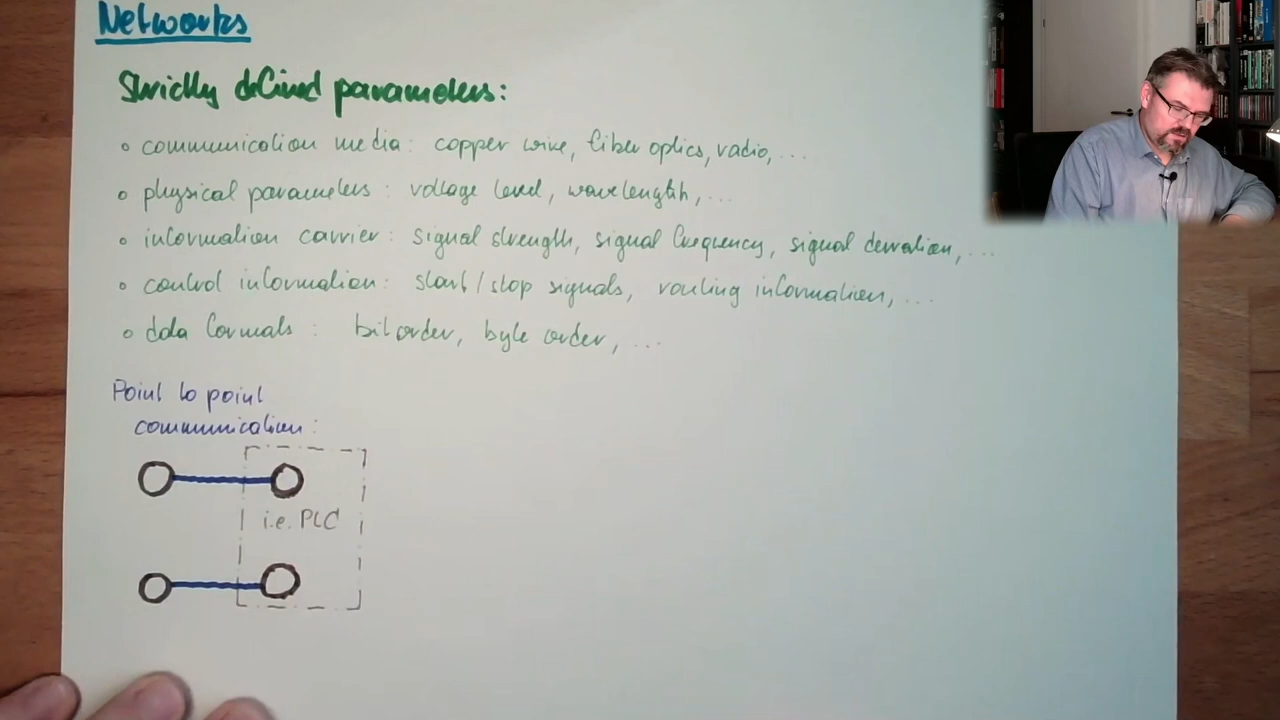 Networks
Strictly defined parameters:
◦ communication media: copper wire, fiber optics, radio, ...
◦ physical parameters: voltage level, wavelength, ...
◦ information carrier: signal strength, signal frequency, signal duration, ...
◦ control information: start/stop signals, routing information, ...
◦ data formats: bit order, byte order, ...
Point to point
communication:
i.e. PLC